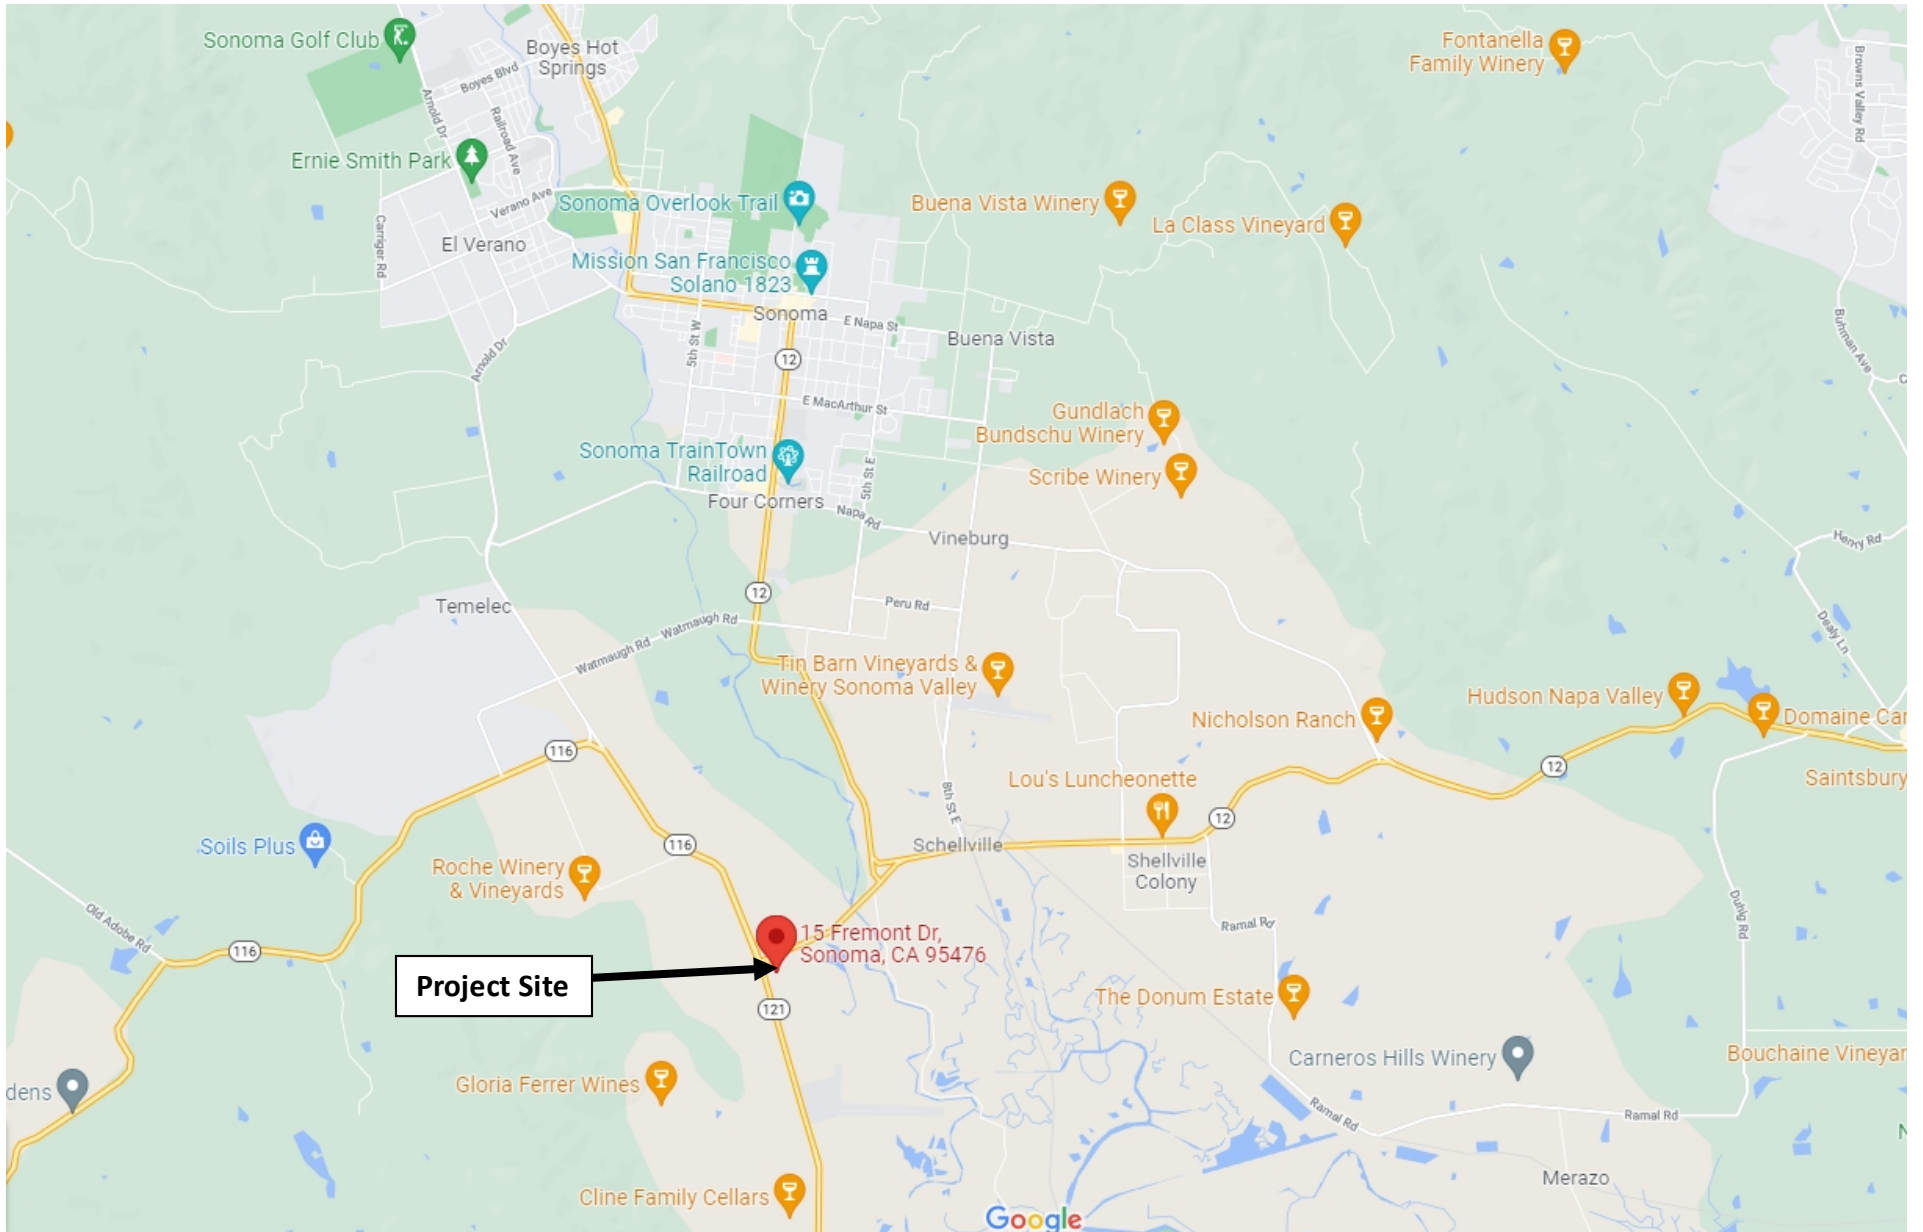 Sonoma Golf Club
Boyes Hot
Springs
Boyes Blvd
Arnold Dr
Railroad Ave
Fontanella
Family Winery
Browns Valley Rd
Ernie Smith Park
Verano Ave
Carriger Rd
El Verano
Sonoma Overlook Trail
Buena Vista Winery
La Class Vineyard
Mission San Francisco
Solano 1823
Sonoma
E Napa St
Buena Vista
5th St W
Arnold Dr
12
Buhman Ave
E MacArthur St
Gundlach
Bundschu Winery
Sonoma TrainTown
Railroad
5th St E
Scribe Winery
Four Corners
Napa Rd
Vineburg
Henry Rd
12
Temelec
Peru Rd
Watmaugh Rd
Watmaugh Rd
Dealy Ln
Tin Barn Vineyards &
Winery Sonoma Valley
Hudson Napa Valley
Nicholson Ranch
Domaine Car
116
12
Saintsbury
Lou's Luncheonette
8th St E
12
Soils Plus
116
Schellville
Shellville
Colony
Roche Winery
& Vineyards
Old Adobe Rd
Duhlg Rd
Ramal Rd
116
15 Fremont Dr,
Sonoma, CA 95476
Project Site
121
The Donum Estate
Carneros Hills Winery
Bouchaine Vineyar
dens
Gloria Ferrer Wines
Ramal Rd
Ramal Rd
N
Merazo
Cline Family Cellars
Google